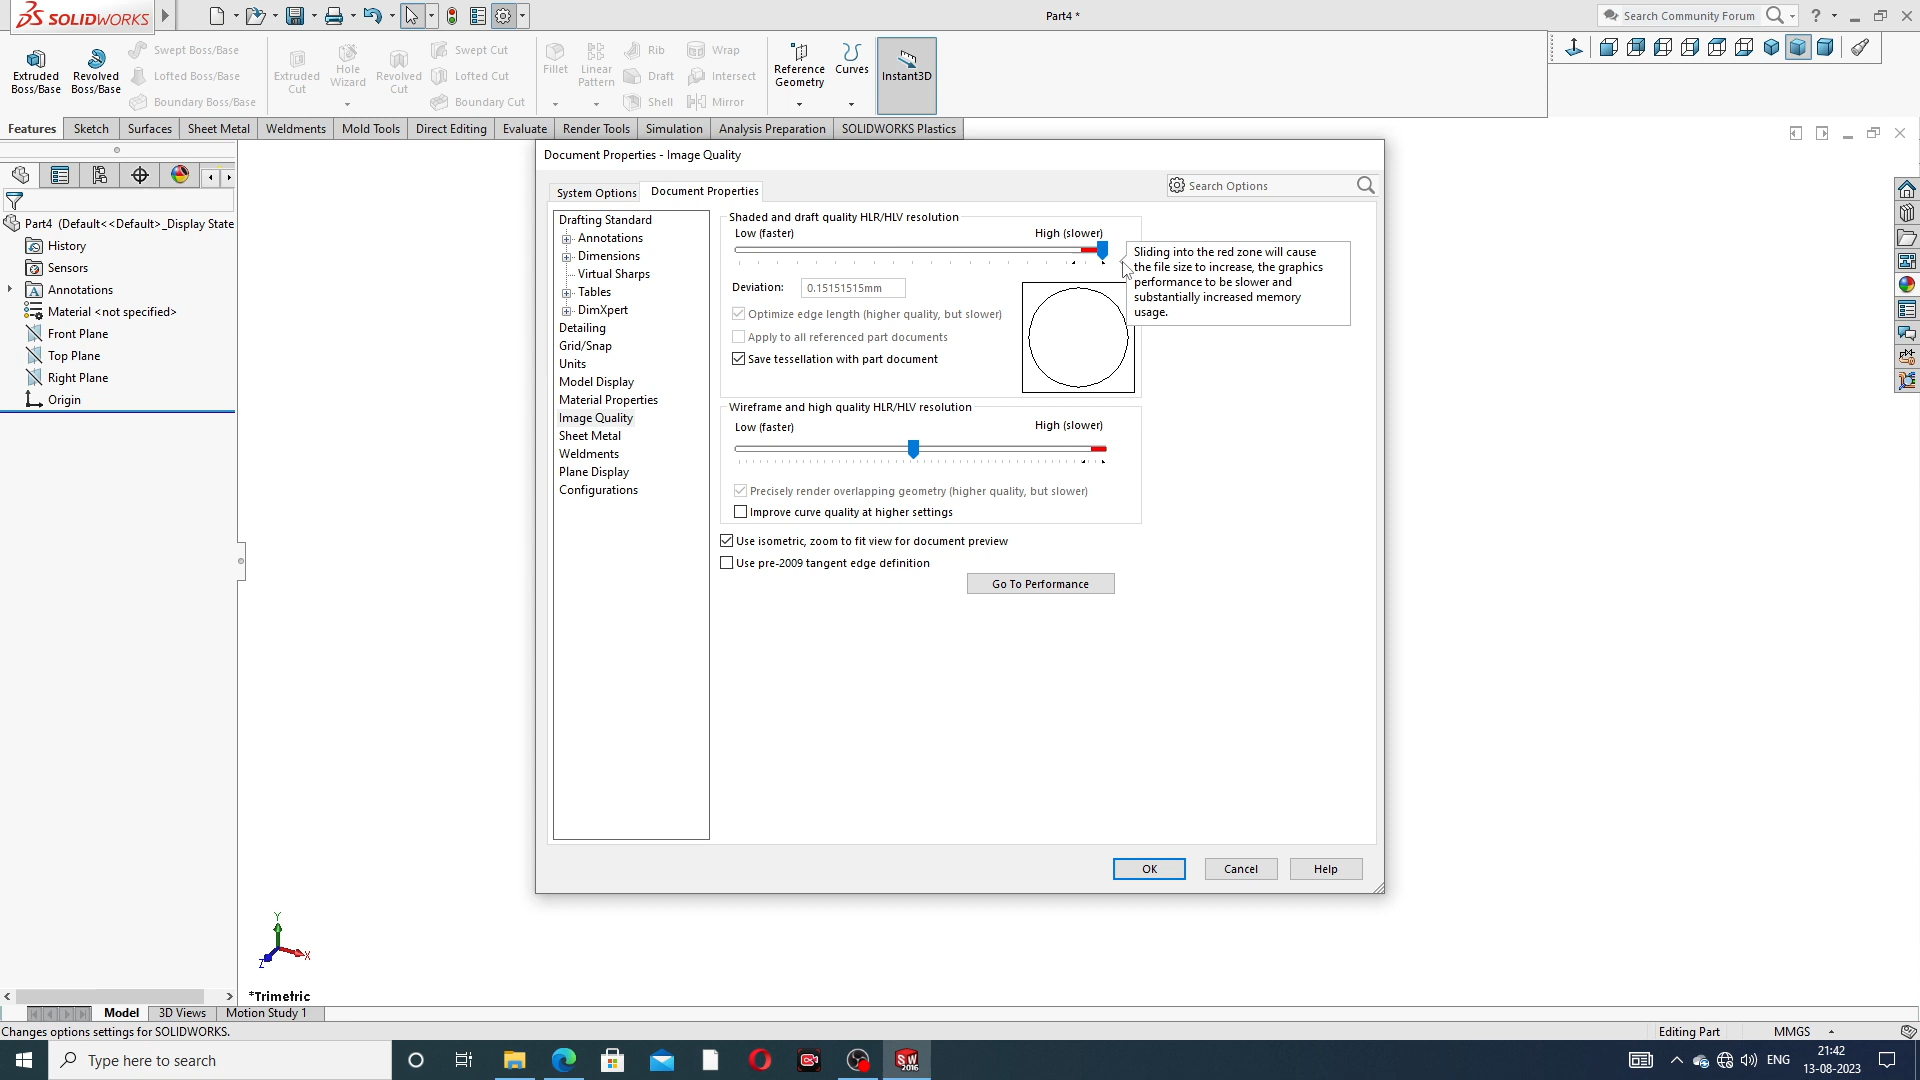 SOLIDWORKS
Part4 *
Search Community Forum
?
Extruded Boss/Base
Revolved Boss/Base
Swept Boss/Base
Lofted Boss/Base
Boundary Boss/Base
Extruded Cut
Hole Wizard
Revolved Cut
Swept Cut
Lofted Cut
Boundary Cut
Fillet
Linear Pattern
Rib
Draft
Shell
Wrap
Intersect
Mirror
Reference Geometry
Curves
Instant3D
Features
Sketch
Surfaces
Sheet Metal
Weldments
Mold Tools
Direct Editing
Evaluate
Render Tools
Simulation
Analysis Preparation
SOLIDWORKS Plastics
Part4 (Default<<Default>_Display State
History
Sensors
Annotations
Material <not specified>
Front Plane
Top Plane
Right Plane
Origin
Document Properties - Image Quality
System Options
Document Properties
Search Options
Drafting Standard
Annotations
Dimensions
Virtual Sharps
Tables
DimXpert
Detailing
Grid/Snap
Units
Model Display
Material Properties
Image Quality
Sheet Metal
Weldments
Plane Display
Configurations
Shaded and draft quality HLR/HLV resolution
Low (faster)
High (slower)
Deviation:
0.15151515mm
Optimize edge length (higher quality, but slower)
Apply to all referenced part documents
Save tessellation with part document
Sliding into the red zone will cause
the file size to increase, the graphics
performance to be slower and
substantially increased memory
usage.
Wireframe and high quality HLR/HLV resolution
Low (faster)
High (slower)
Precisely render overlapping geometry (higher quality, but slower)
Improve curve quality at higher settings
Use isometric, zoom to fit view for document preview
Use pre-2009 tangent edge definition
Go To Performance
OK
Cancel
Help
Y
X
Z
*Trimetric
Model
3D Views
Motion Study 1
Changes options settings for SOLIDWORKS.
Editing Part
MMGS
Type here to search
SW
2016
ENG
21:42
13-08-2023